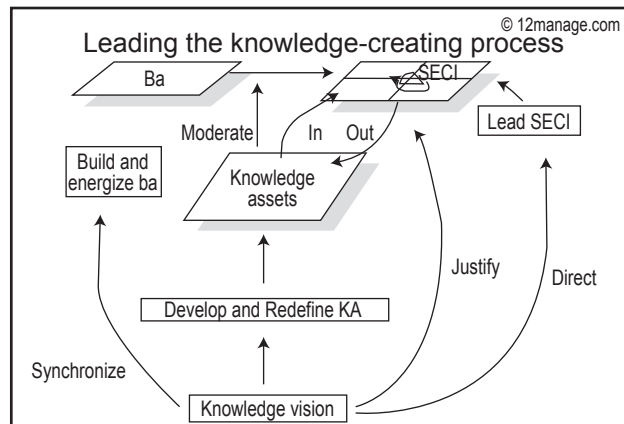 © 12manage.com
Leading the knowledge-creating process
Ba
SECI
Lead SECI
Moderate
In
Out
Build and
energize ba
Knowledge
assets
Justify
Direct
Develop and Redefine KA
Synchronize
Knowledge vision